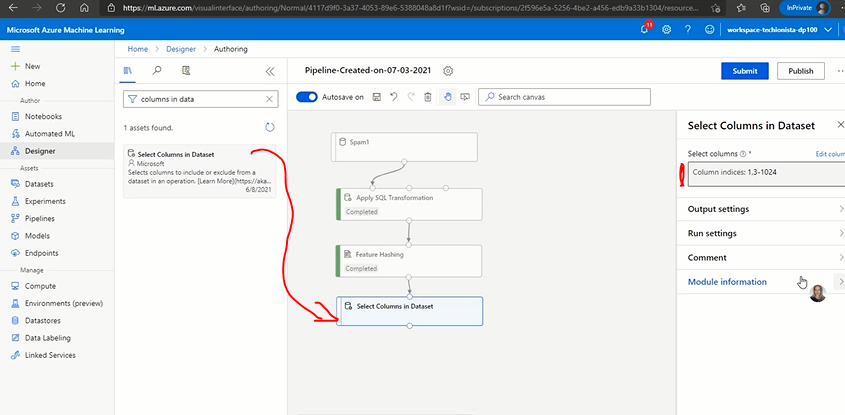 https://ml.azure.com/visualinterface/authoring/Normal/4117d9f0-3a37-4053-89e6-5388048a8d1f?wsid=/subscriptions/2f596e5a-5256-4be2-a456-edb9a33b1304/resource...
InPrivate
Microsoft Azure Machine Learning
11
workspace-techionista-dp100
New
Home
Author
Notebooks
Automated ML
Designer
Assets
Datasets
Experiments
Pipelines
Models
Endpoints
Manage
Compute
Environments (preview)
Datastores
Data Labeling
Linked Services
Home > Designer > Authoring
columns in data
1 assets found.
Select Columns in Dataset
Microsoft
Selects columns to include or exclude from a
dataset in an operation. [Learn More](https://aka...
6/8/2021
Pipeline-Created-on-07-03-2021
Submit
Publish
Autosave on
Search canvas
Spam1
Apply SQL Transformation
Completed
Feature Hashing
Completed
Select Columns in Dataset
Select Columns in Dataset
Select columns * Edit colum
Column indices: 1,3-1024
Output settings
Run settings
Comment
Module information